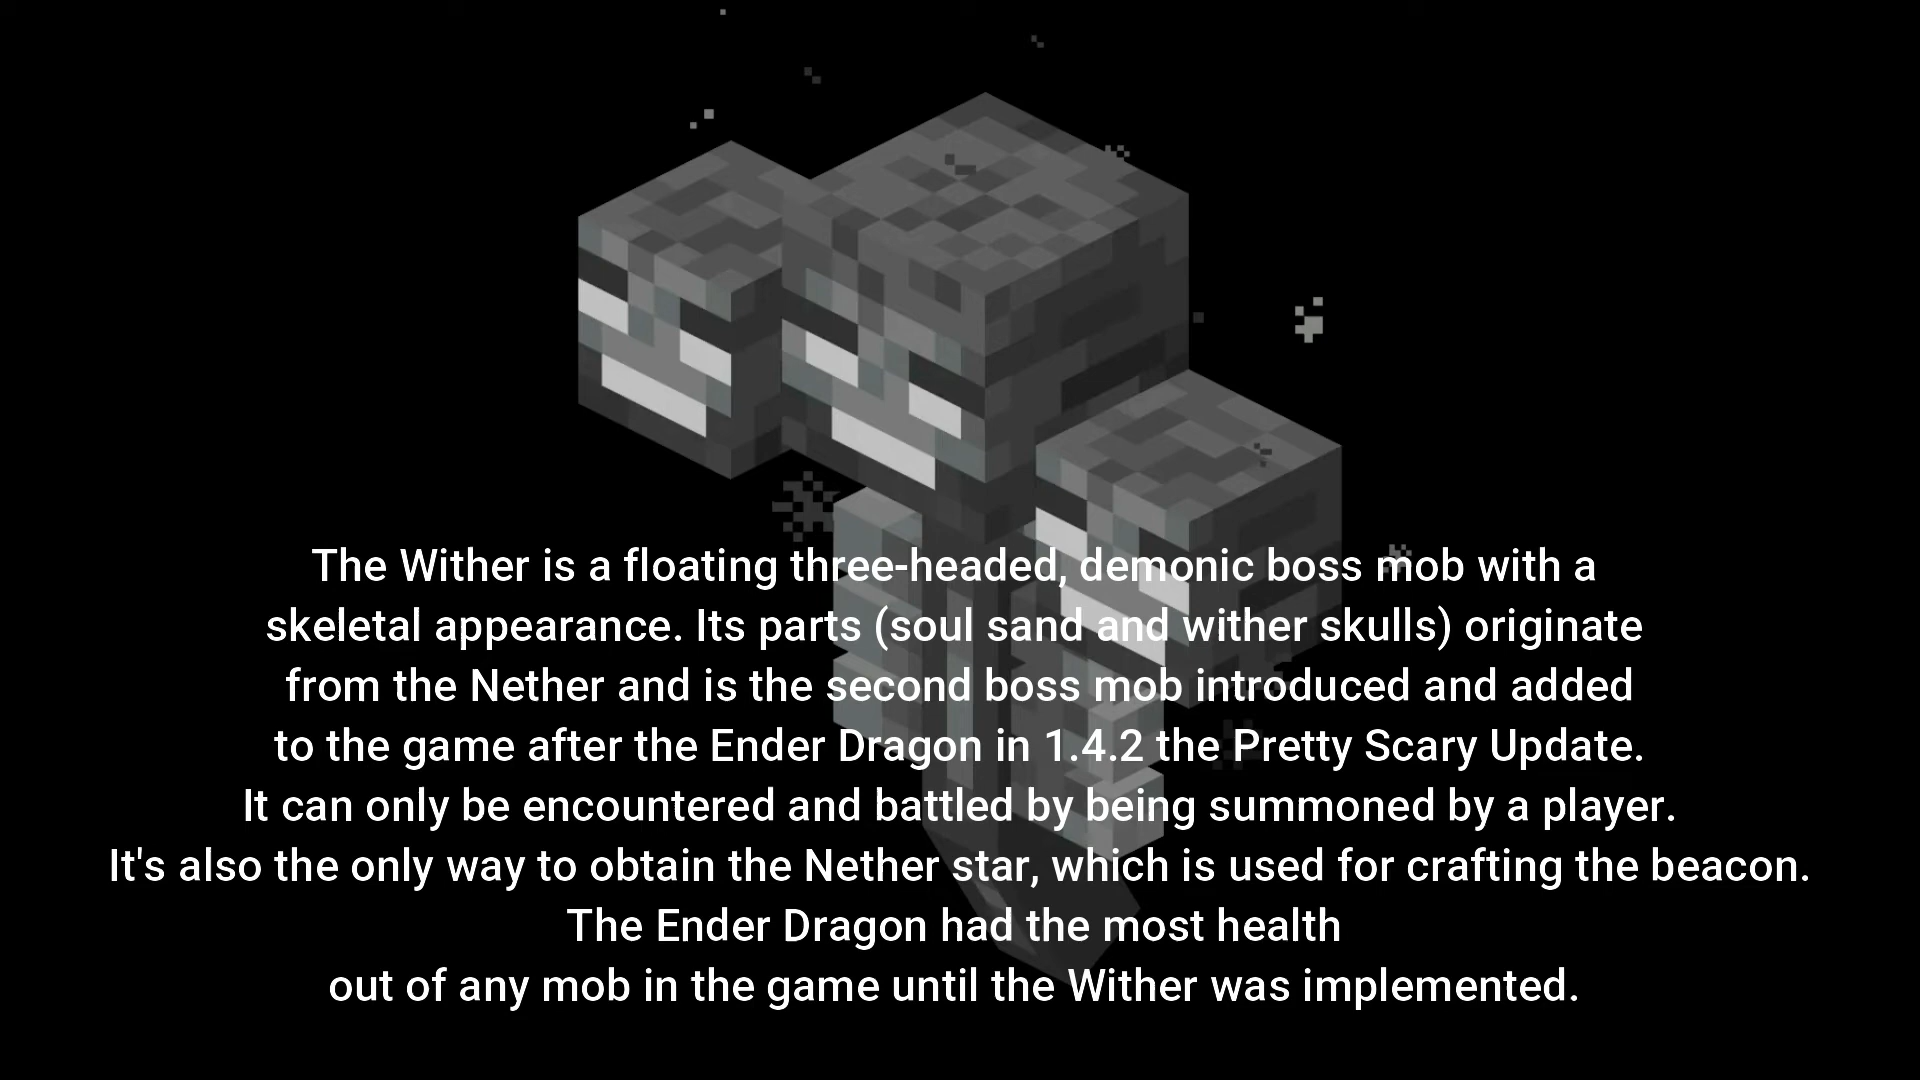 The Wither is a floating three-headed, demonic boss mob with a
skeletal appearance. Its parts (soul sand and wither skulls) originate
from the Nether and is the second boss mob introduced and added
to the game after the Ender Dragon in 1.4.2 the Pretty Scary Update.
It can only be encountered and battled by being summoned by a player.
It's also the only way to obtain the Nether star, which is used for crafting the beacon.
The Ender Dragon had the most health
out of any mob in the game until the Wither was implemented.